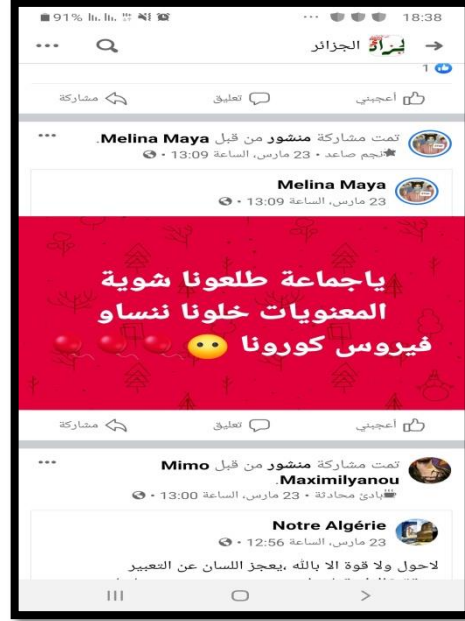 91% 18:38
الجزائر
1
أعجبني تعليق مشاركة
تمت مشاركة منشور من قبل Melina Maya.
نجم صاعد • 23 مارس، الساعة 13:09
Melina Maya
23 مارس، الساعة 13:09
ياجماعة طلعونا شوية
المعنويات خلونا ننساو
فيروس كورونا 😶🎈🎈🎈
أعجبني تعليق مشاركة
تمت مشاركة منشور من قبل Mimo
Maximilyanou.
بادئ محادثة • 23 مارس، الساعة 13:00
Notre Algérie
23 مارس، الساعة 12:56
لاحول ولا قوة الا بالله ،يعجز اللسان عن التعبير